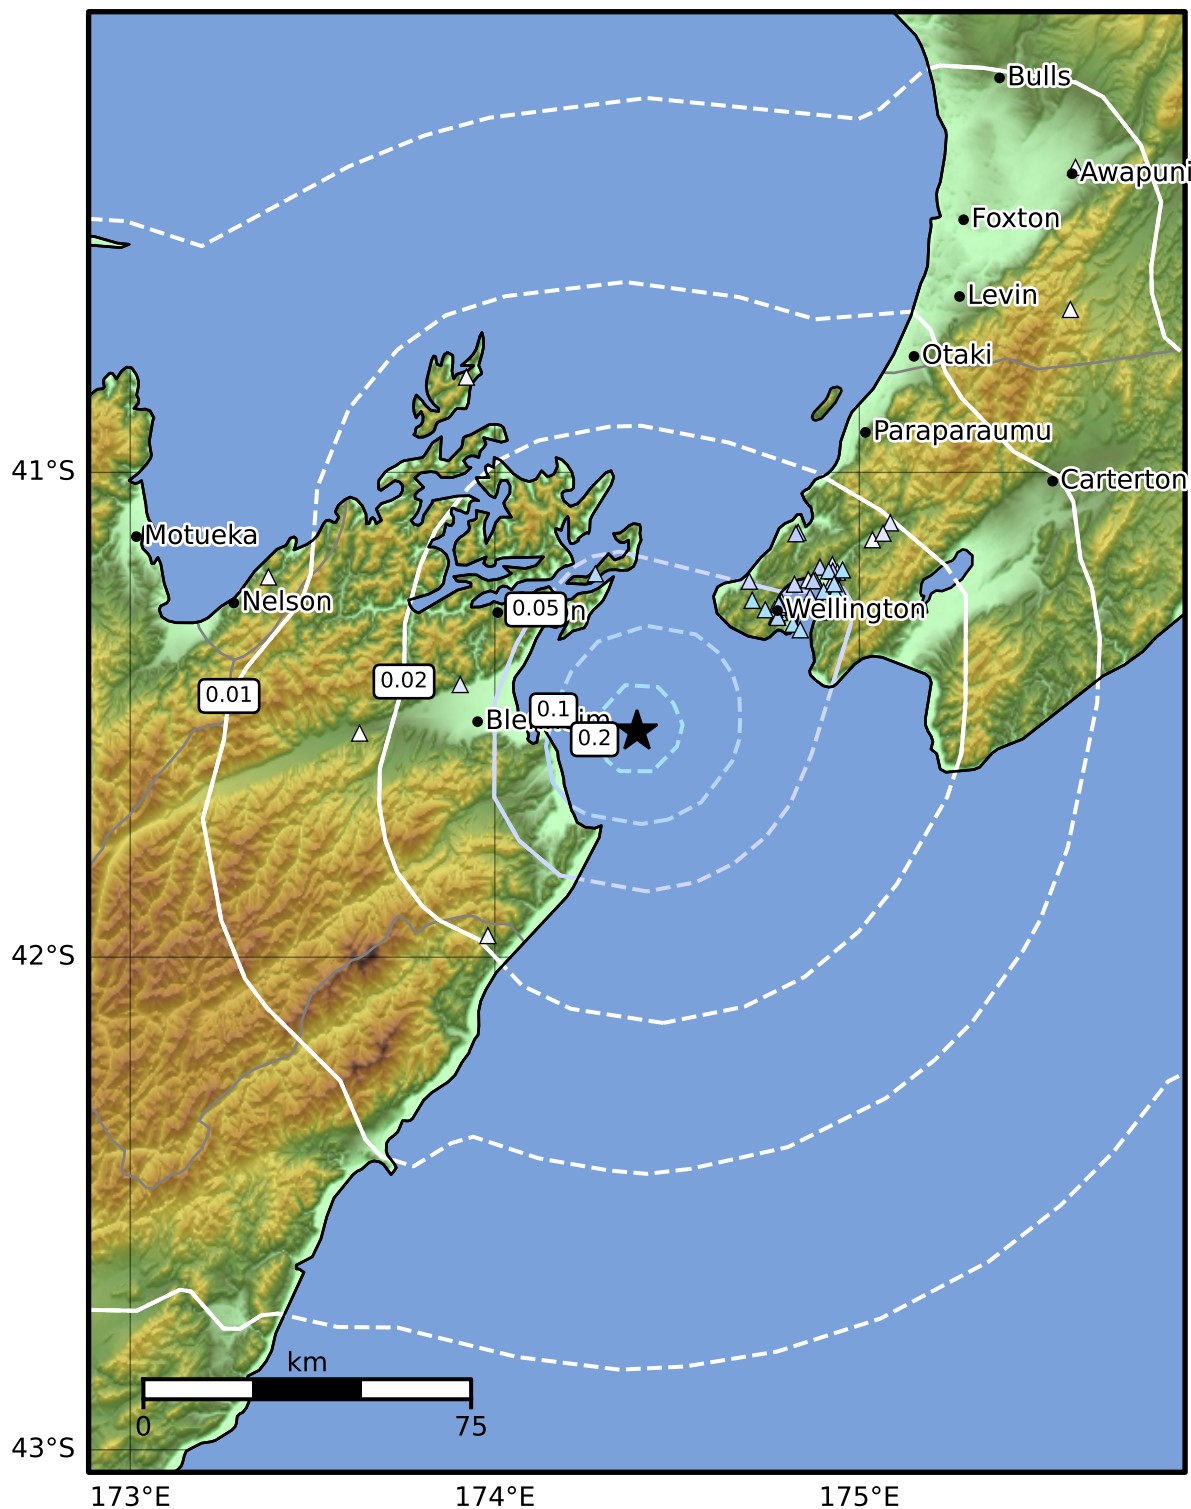 Bulls
Awapuni
Foxton
Levin
Otaki
Paraparaumu
41°S
Carterton
Motueka
Nelson
0.05
Wellington
0.02
0.01
0.1
0.2
42°S
km
0
75
43°S
173°E
174°E
175°E